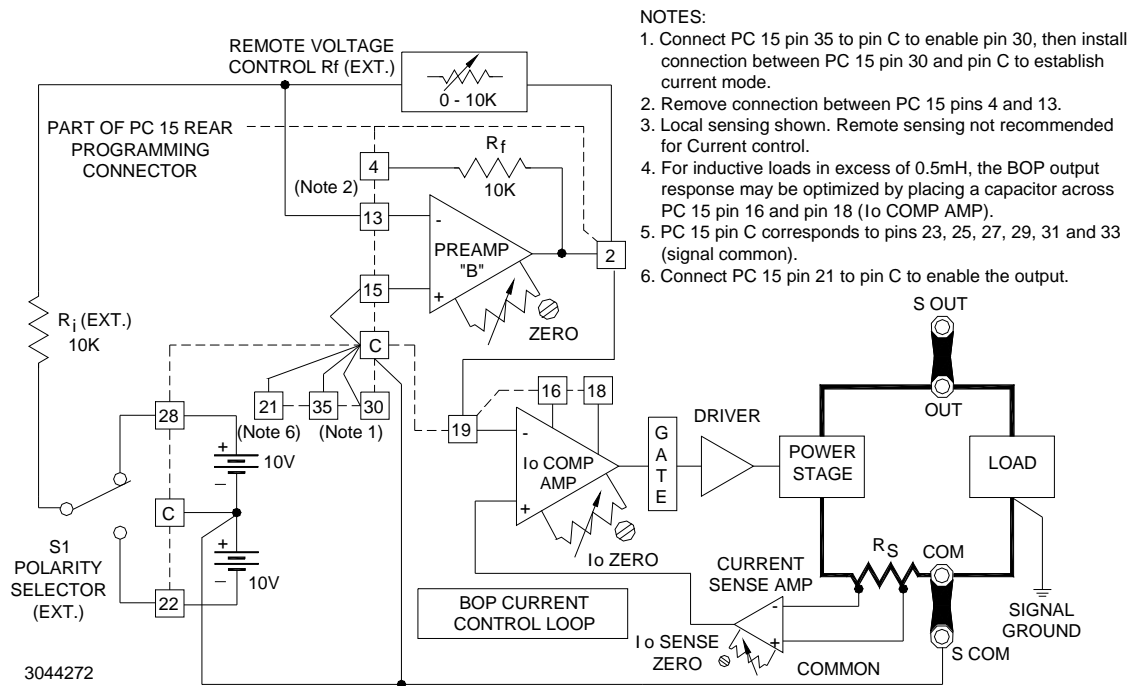 NOTES:
1. Connect PC 15 pin 35 to pin C to enable pin 30, then install
connection between PC 15 pin 30 and pin C to establish
current mode.
2. Remove connection between PC 15 pins 4 and 13.
3. Local sensing shown. Remote sensing not recommended
for Current control.
4. For inductive loads in excess of 0.5mH, the BOP output
response may be optimized by placing a capacitor across
PC 15 pin 16 and pin 18 (Io COMP AMP).
5. PC 15 pin C corresponds to pins 23, 25, 27, 29, 31 and 33
(signal common).
6. Connect PC 15 pin 21 to pin C to enable the output.
REMOTE VOLTAGE
CONTROL Rf (EXT.)
0 - 10K
PART OF PC 15 REAR
PROGRAMMING
CONNECTOR
(Note 2)
4
Rf
10K
13
-
PREAMP
"B"
2
15
+
ZERO
Ri (EXT.)
10K
C
21
35
30
(Note 6)
(Note 1)
28
+
10V
–
C
+
10V
–
22
S1
POLARITY
SELECTOR
(EXT.)
19
16
18
-
Io COMP
AMP
+
Io ZERO
G
A
T
E
DRIVER
POWER
STAGE
S OUT
OUT
LOAD
RS
COM
CURRENT
SENSE AMP
-
+
Io SENSE
ZERO
COMMON
S COM
SIGNAL
GROUND
BOP CURRENT
CONTROL LOOP
3044272